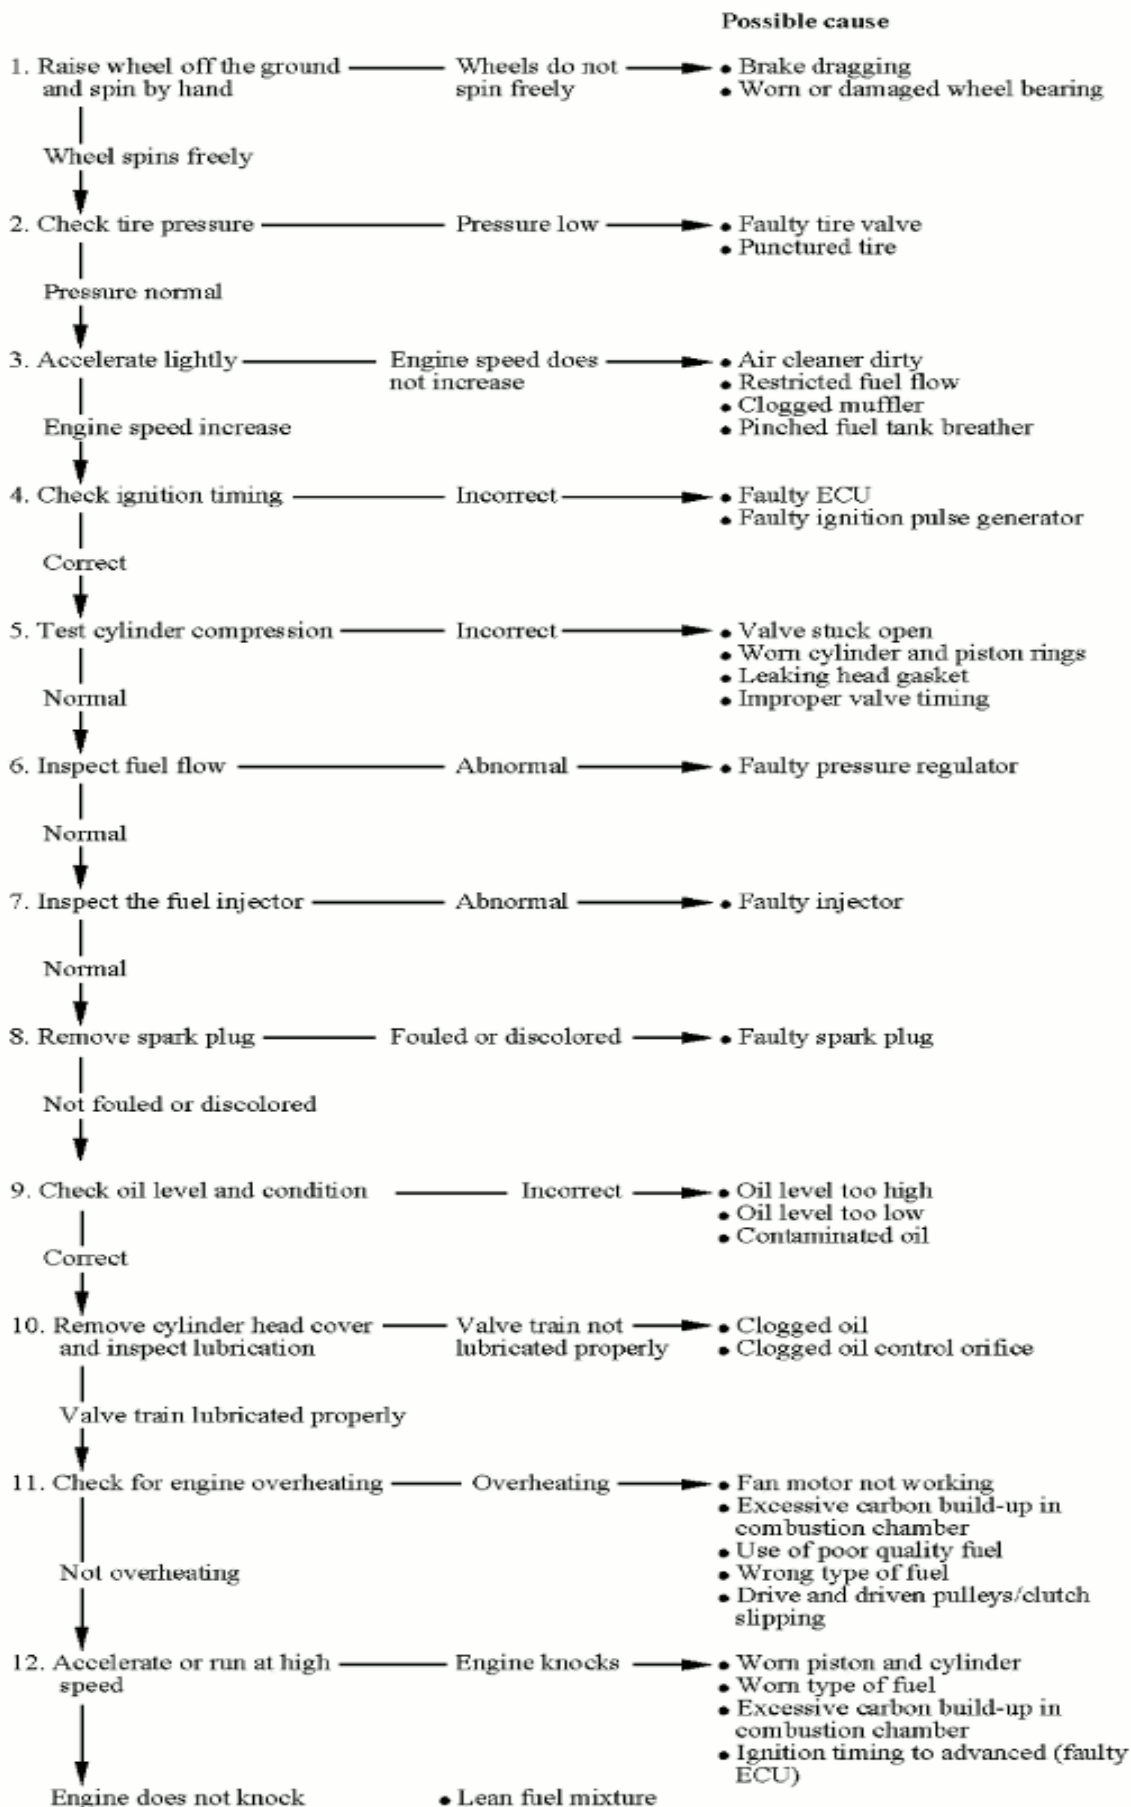 Possible cause
1. Raise wheel off the ground Wheels do not • Brake dragging
and spin by hand spin freely • Worn or damaged wheel bearing
Wheel spins freely
2. Check tire pressure Pressure low • Faulty tire valve
• Punctured tire
Pressure normal
3. Accelerate lightly Engine speed does • Air cleaner dirty
not increase • Restricted fuel flow
• Clogged muffler
Engine speed increase • Pinched fuel tank breather
4. Check ignition timing Incorrect • Faulty ECU
• Faulty ignition pulse generator
Correct
5. Test cylinder compression Incorrect • Valve stuck open
• Worn cylinder and piston rings
• Leaking head gasket
Normal • Improper valve timing
6. Inspect fuel flow Abnormal • Faulty pressure regulator
Normal
7. Inspect the fuel injector Abnormal • Faulty injector
Normal
8. Remove spark plug Fouled or discolored • Faulty spark plug
Not fouled or discolored
9. Check oil level and condition Incorrect • Oil level too high
• Oil level too low
• Contaminated oil
Correct
10. Remove cylinder head cover Valve train not • Clogged oil
and inspect lubrication lubricated properly • Clogged oil control orifice
Valve train lubricated properly
11. Check for engine overheating Overheating • Fan motor not working
• Excessive carbon build-up in
combustion chamber
• Use of poor quality fuel
Not overheating • Wrong type of fuel
• Drive and driven pulleys/clutch
slipping
12. Accelerate or run at high Engine knocks • Worn piston and cylinder
speed • Worn type of fuel
• Excessive carbon build-up in
combustion chamber
• Ignition timing to advanced (faulty
ECU)
Engine does not knock • Lean fuel mixture